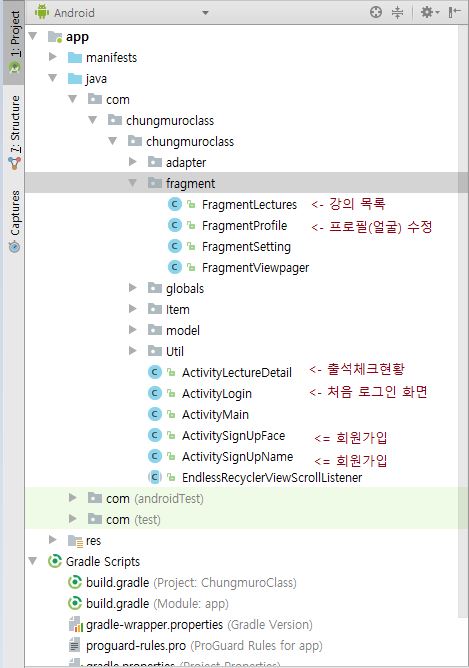 Android
1: Project
7: Structure
Captures
app
manifests
java
com
chungmuroclass
chungmuroclass
adapter
fragment
FragmentLectures <- 강의 목록
FragmentProfile <- 프로필(얼굴) 수정
FragmentSetting
FragmentViewpager
globals
Item
model
Util
ActivityLectureDetail <- 출석체크현황
ActivityLogin <- 처음 로그인 화면
ActivityMain
ActivitySignUpFace <= 회원가입
ActivitySignUpName <= 회원가입
EndlessRecyclerViewScrollListener
com (androidTest)
com (test)
res
Gradle Scripts
build.gradle (Project: ChungmuroClass)
build.gradle (Module: app)
gradle-wrapper.properties (Gradle Version)
proguard-rules.pro (ProGuard Rules for app)
gradle.properties (Project Properties)